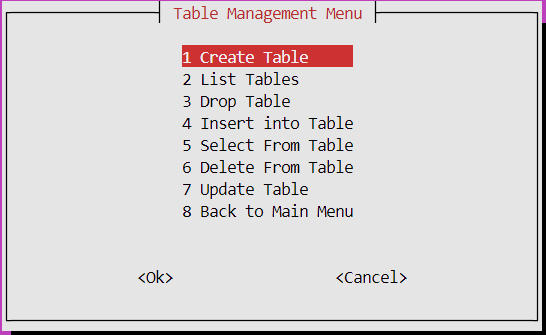 Table Management Menu
1 Create Table
2 List Tables
3 Drop Table
4 Insert into Table
5 Select From Table
6 Delete From Table
7 Update Table
8 Back to Main Menu
<Ok> <Cancel>